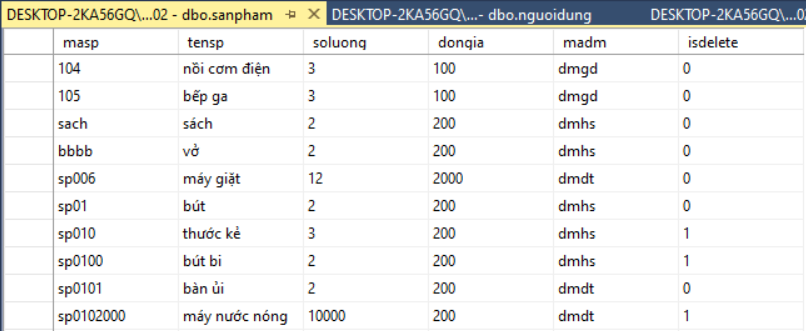 DESKTOP-2KA56GQ\...02 - dbo.sanpham DESKTOP-2KA56GQ\...- dbo.nguoidung DESKTOP-2KA56GQ\...02
masp tensp soluong dongia madm isdelete
104 nồi cơm điện 3 100 dmgd 0
105 bếp ga 3 100 dmgd 0
sach sách 2 200 dmhs 0
bbbb vở 2 200 dmhs 0
sp006 máy giặt 12 2000 dmdt 0
sp01 bút 2 200 dmhs 0
sp010 thước kẻ 3 200 dmhs 1
sp0100 bút bi 2 200 dmhs 1
sp0101 bàn ủi 2 200 dmdt 0
sp0102000 máy nước nóng 10000 200 dmdt 1